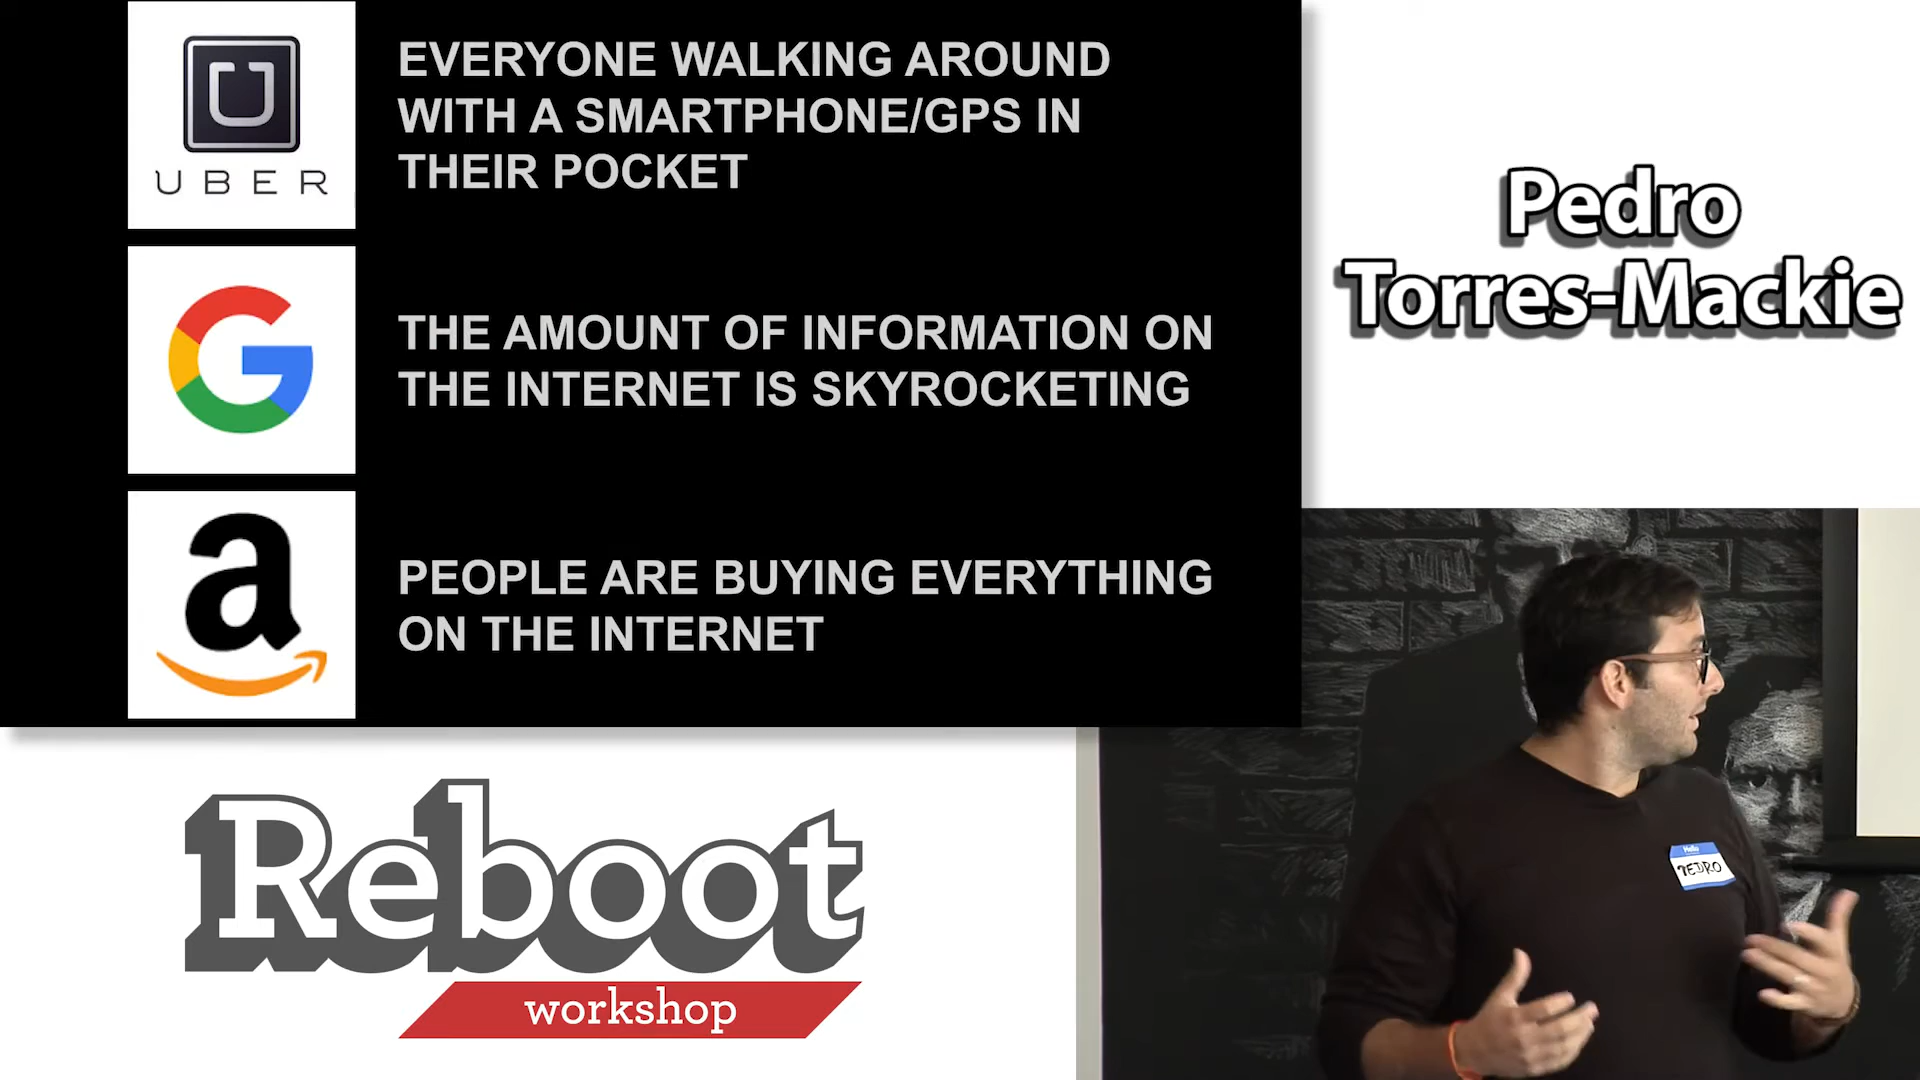 UBER
EVERYONE WALKING AROUND
WITH A SMARTPHONE/GPS IN
THEIR POCKET
THE AMOUNT OF INFORMATION ON
THE INTERNET IS SKYROCKETING
a
PEOPLE ARE BUYING EVERYTHING
ON THE INTERNET
Pedro
Torres-Mackie
Reboot
workshop
Hello
PEDRO